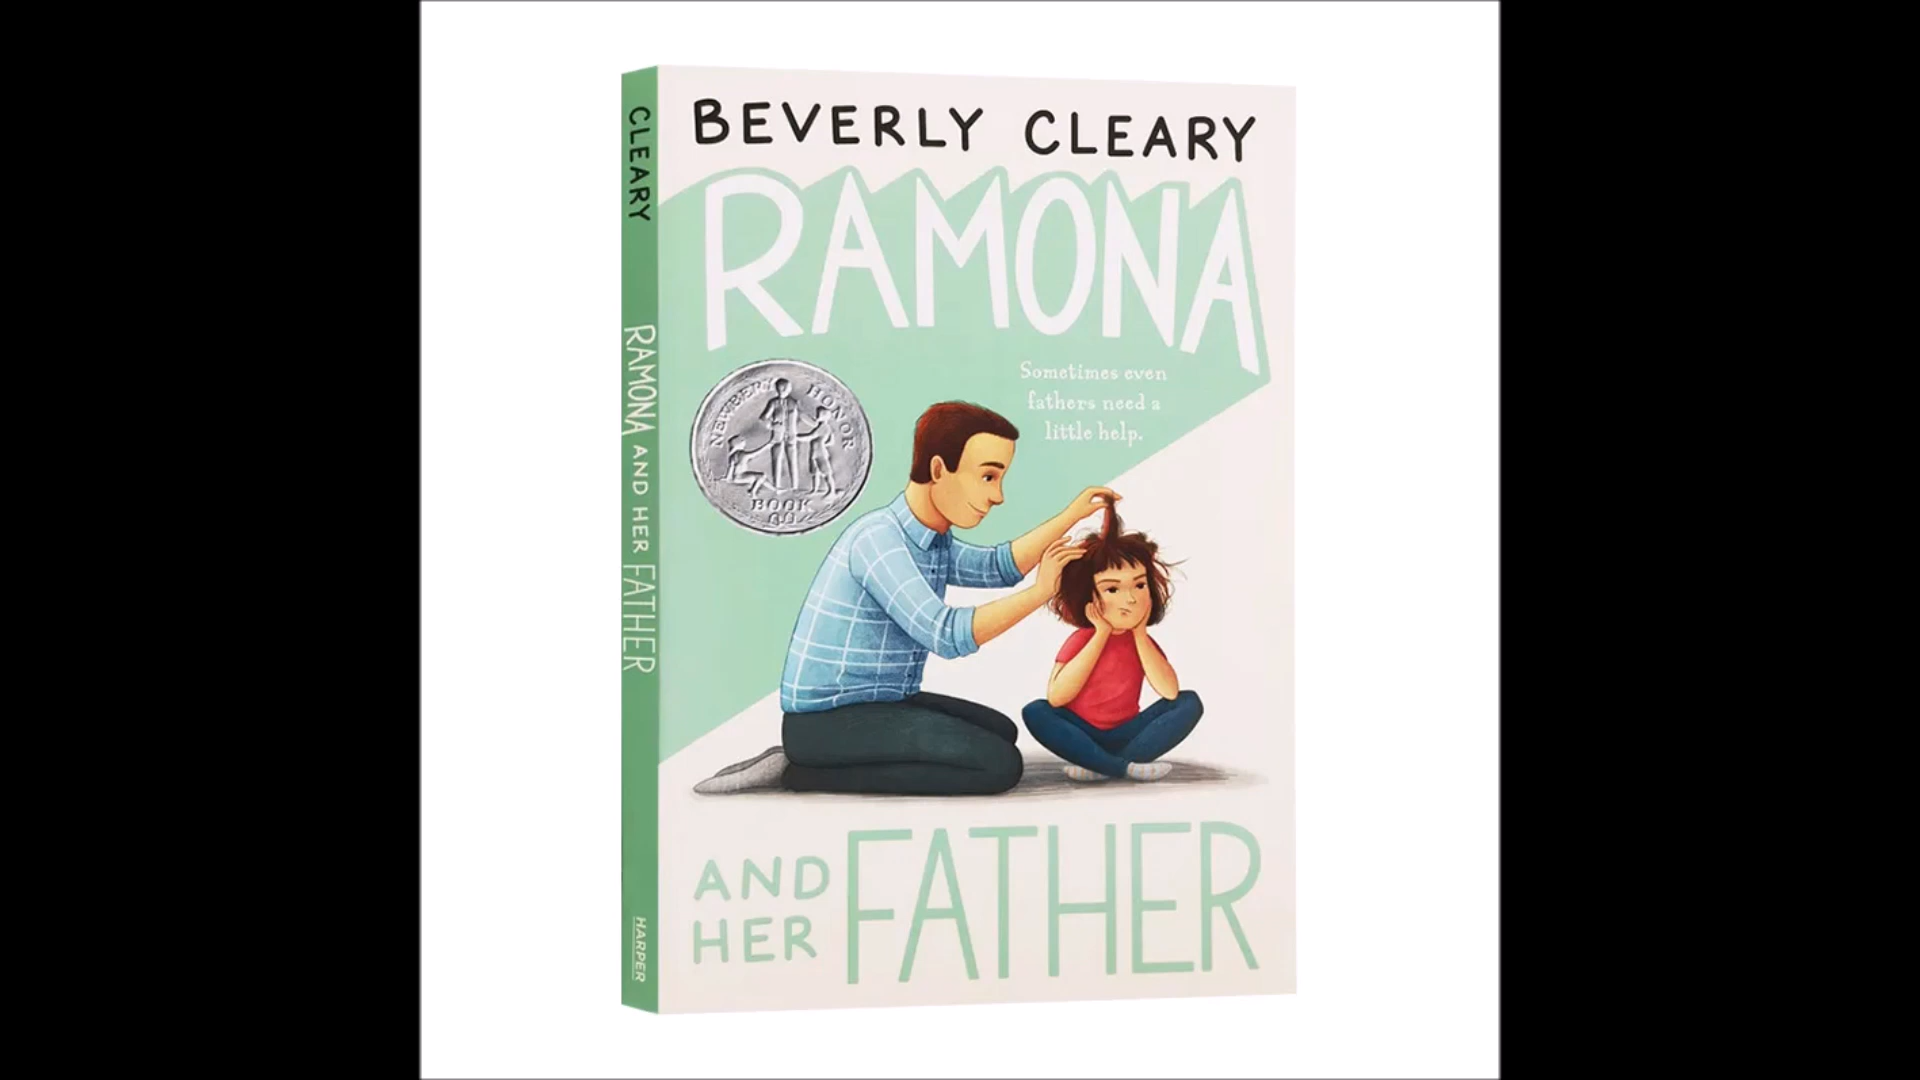 BEVERLY CLEARY
RAMONA
Sometimes even
fathers need a
little help.
NEWBERY HONOR
BOOK
AND
HER
FATHER
CLEARY
RAMONA AND HER FATHER
HARPER